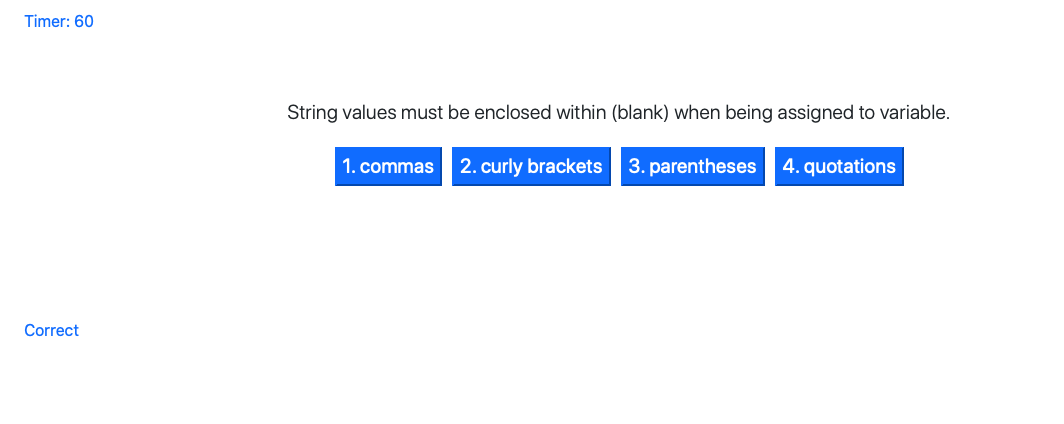 Timer: 60
String values must be enclosed within (blank) when being assigned to variable.
1. commas 2. curly brackets 3. parentheses 4. quotations
Correct